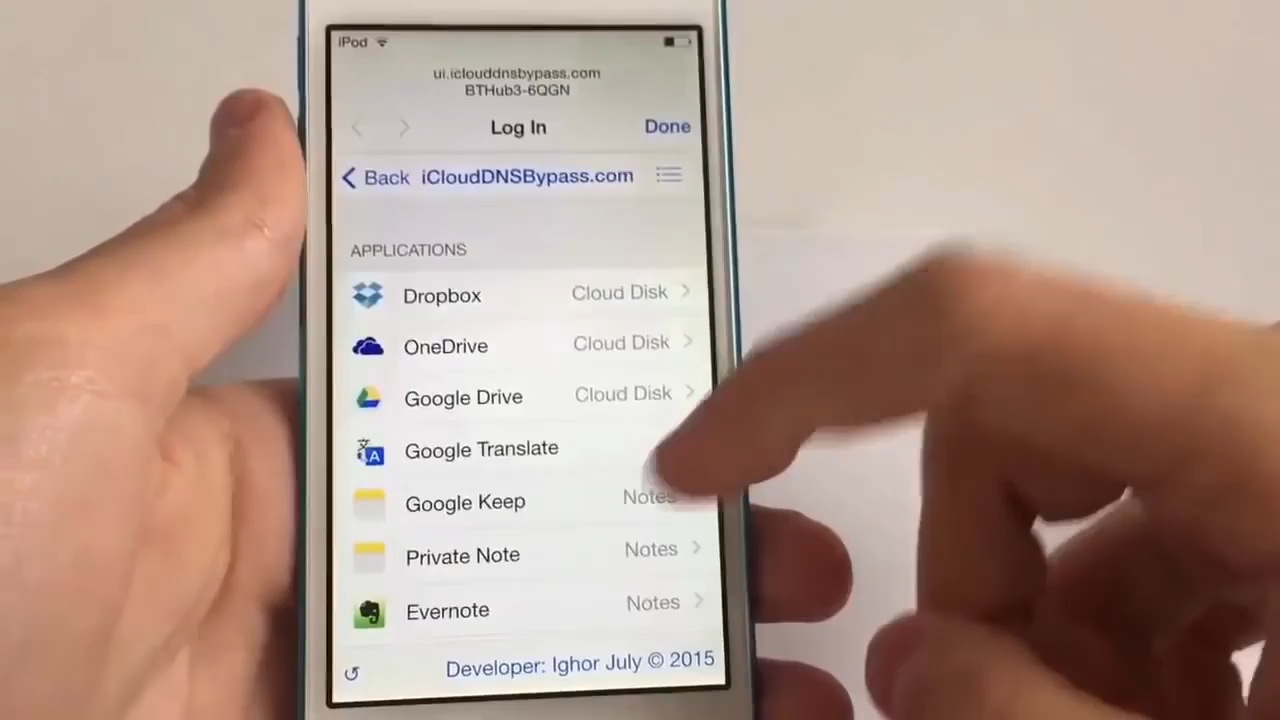 iPod
ui.iclouddnsbypass.com
BTHub3-6QGN
Log In Done
Back iCloudDNSBypass.com
APPLICATIONS
Dropbox Cloud Disk
OneDrive Cloud Disk
Google Drive Cloud Disk
Google Translate
Google Keep Notes
Private Note Notes
Evernote Notes
Developer: Ighor July © 2015